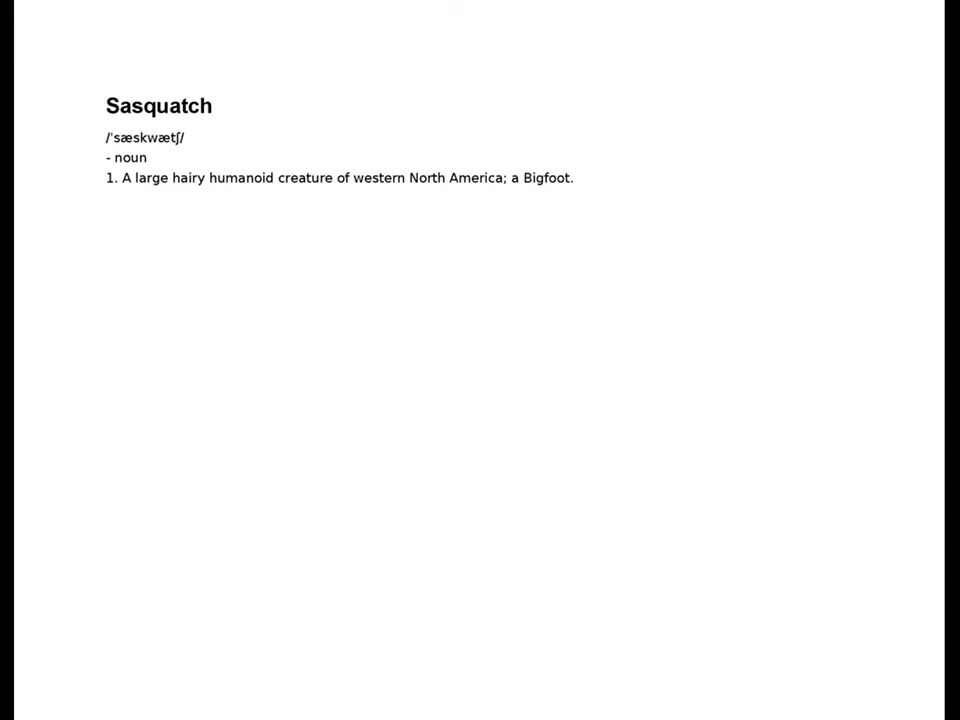 Sasquatch
/ˈsæskwætʃ/
- noun
1. A large hairy humanoid creature of western North America; a Bigfoot.